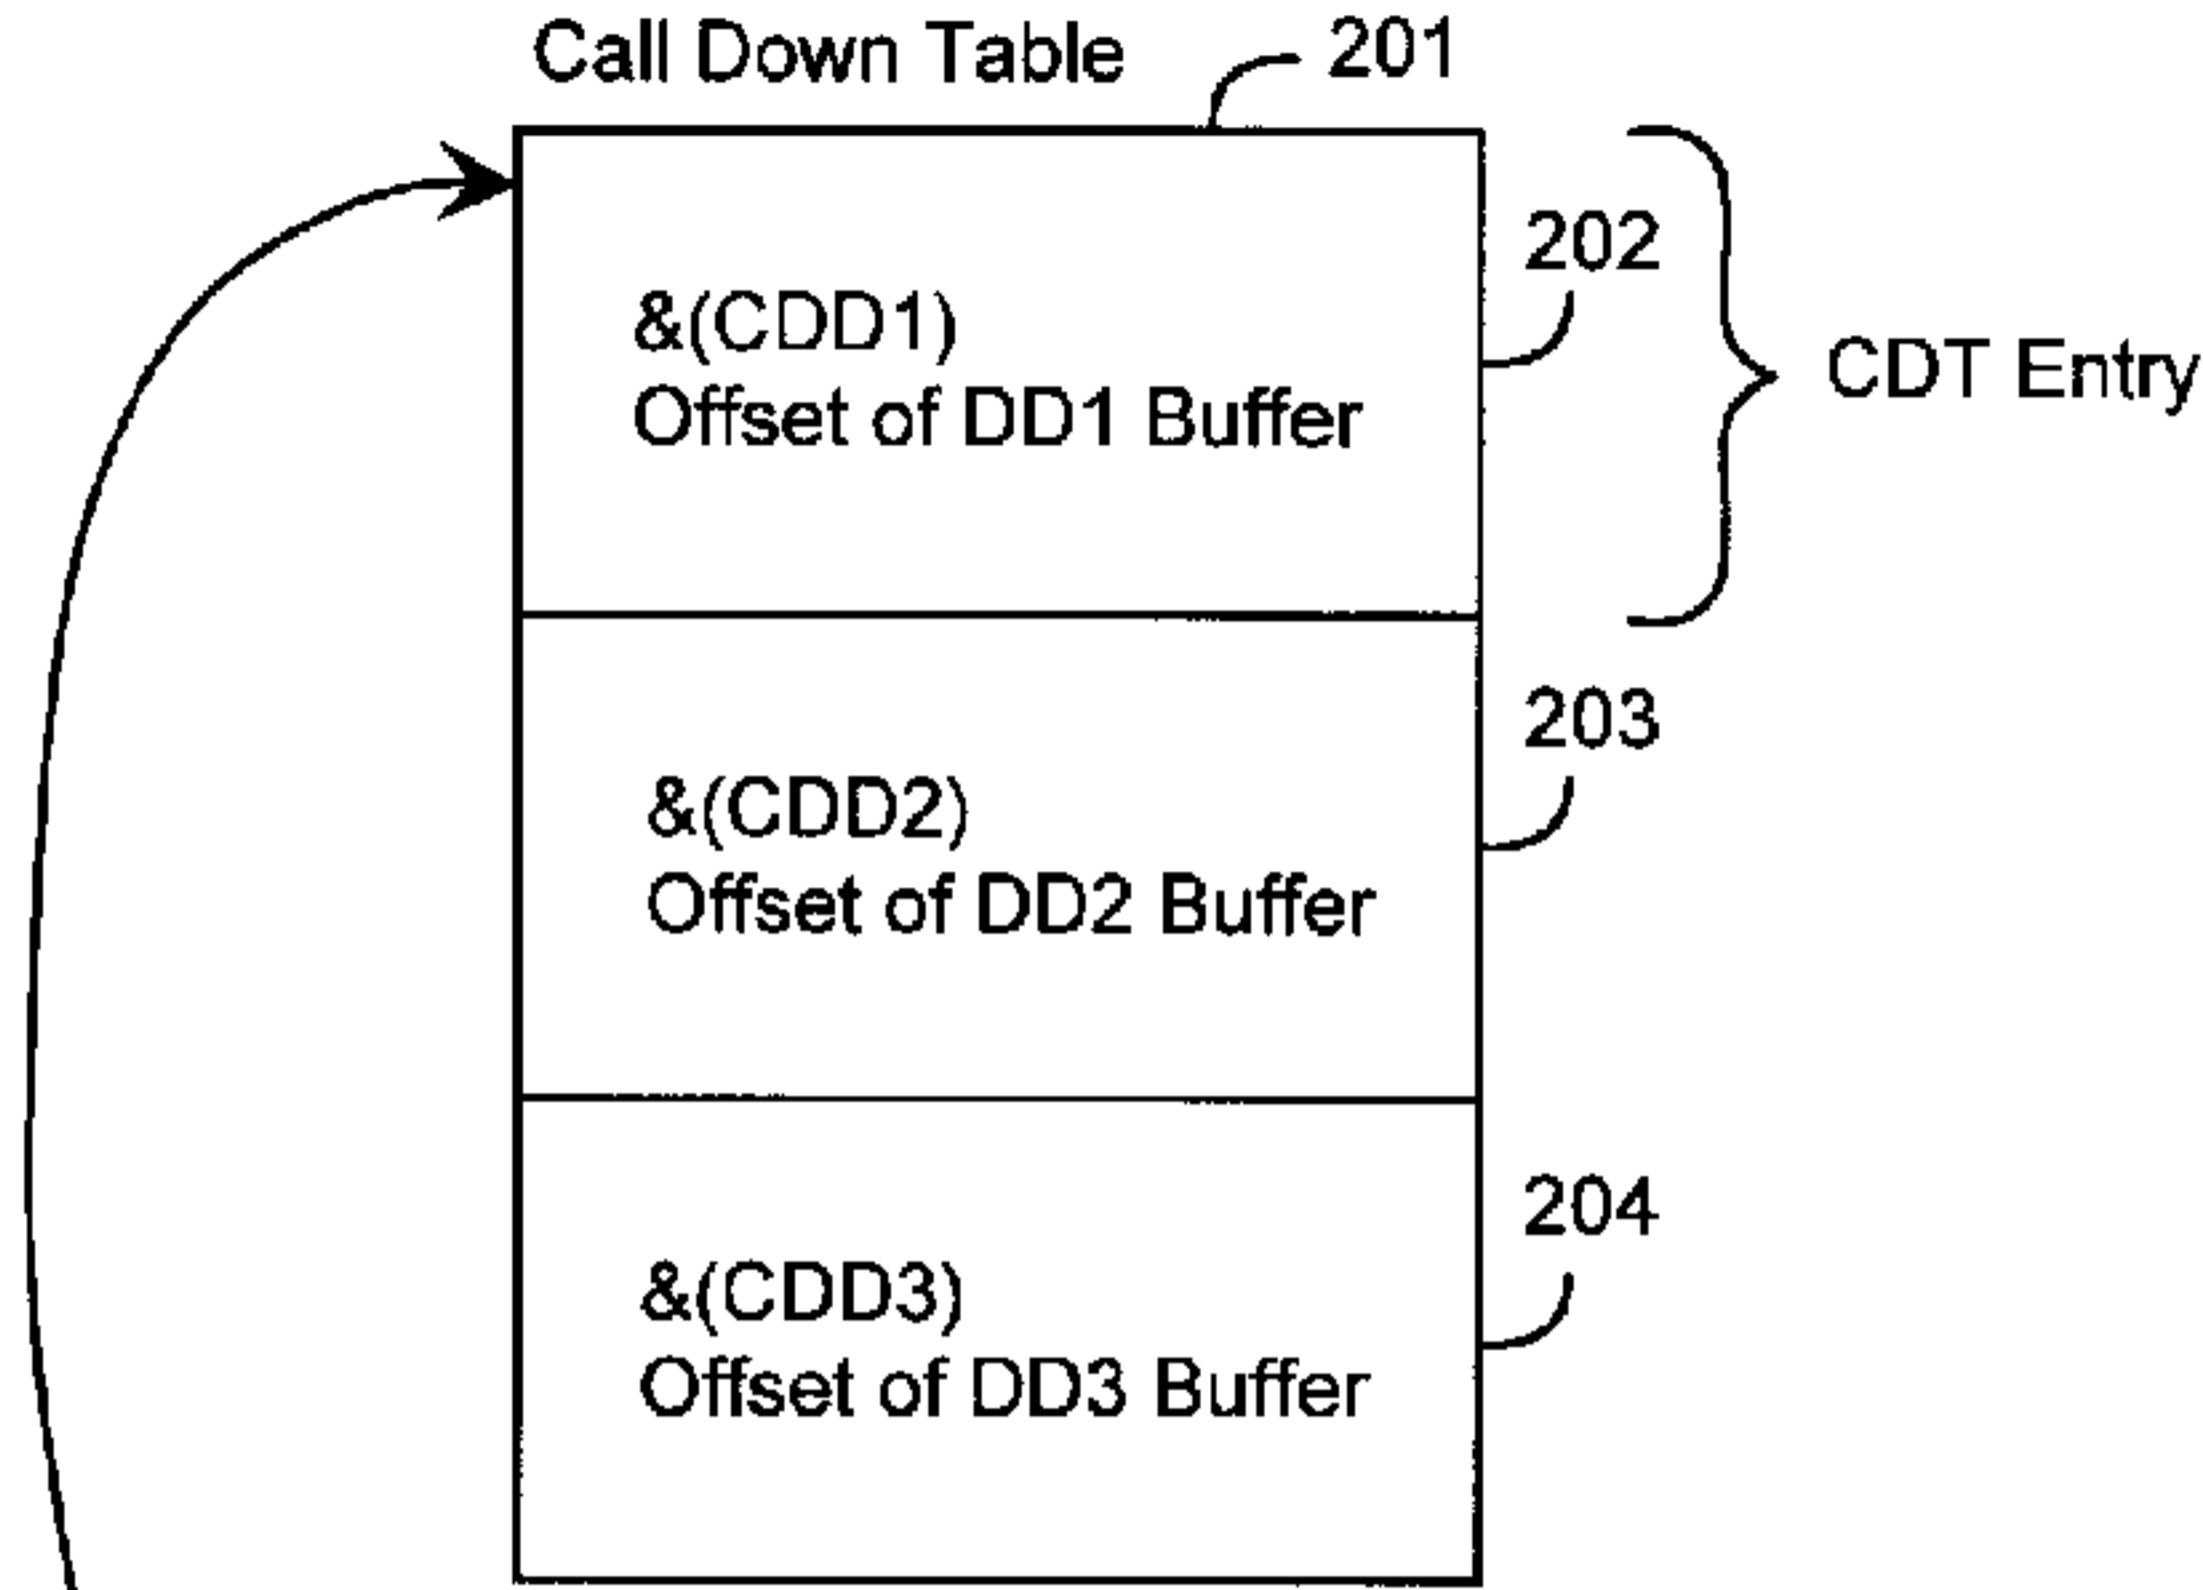 Call Down Table
201
202
&(CDD1)
Offset of DD1 Buffer
CDT Entry
203
&(CDD2)
Offset of DD2 Buffer
204
&(CDD3)
Offset of DD3 Buffer